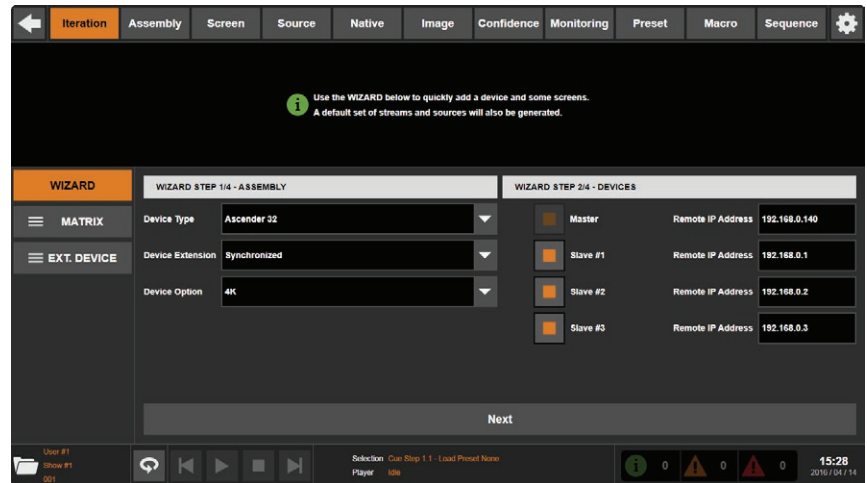 Iteration Assembly Screen Source Native Image Confidence Monitoring Preset Macro Sequence
Use the WIZARD below to quickly add a device and some screens.
A default set of streams and sources will also be generated.
WIZARD
MATRIX
EXT. DEVICE
WIZARD STEP 1/4 - ASSEMBLY
Device Type Ascender 32
Device Extension Synchronized
Device Option 4K
WIZARD STEP 2/4 - DEVICES
Master Remote IP Address 192.168.0.140
Slave #1 Remote IP Address 192.168.0.1
Slave #2 Remote IP Address 192.168.0.2
Slave #3 Remote IP Address 192.168.0.3
Next
User #1
Show #1
001
Selection Cue Step 1.1 - Load Preset None
Player Idle
0 0 0
15:28
2016 / 04 / 14